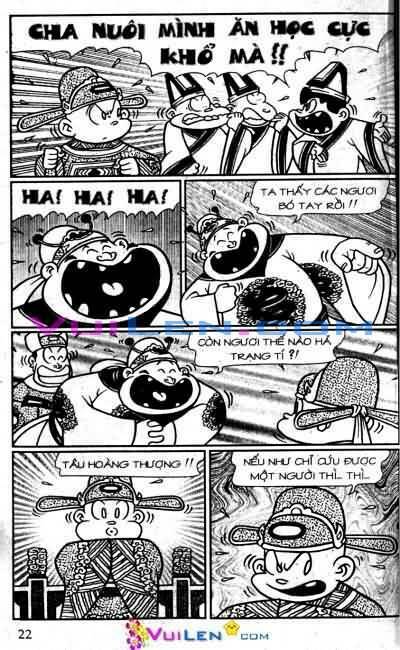 CHA NUÔI MÌNH ĂN HỌC CỰC
KHỔ MÀ !!
HA! HA! HA!
TA THẤY CÁC NGƯƠI
BÓ TAY RỒI !!
VUILEN.COM
CÒN NGƯƠI THẾ NÀO HẢ
TRẠNG TÍ ?!
TÂU HOÀNG THƯỢNG !!
NẾU NHƯ CHỈ CỨU ĐƯỢC
MỘT NGƯỜI THÌ... THÌ...
22
VUILEN.COM